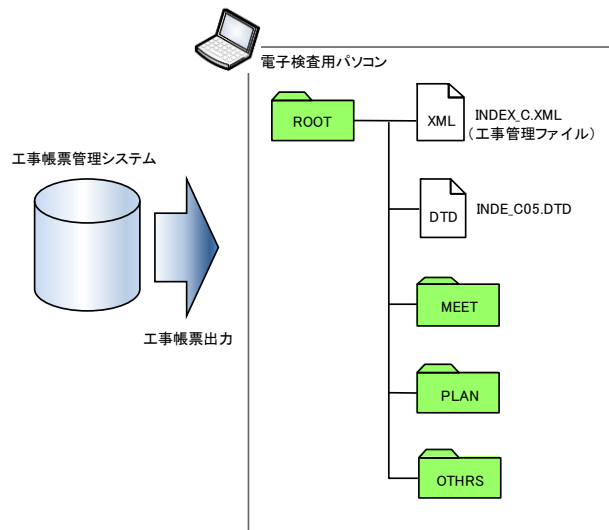 電子検査用パソコン
ROOT
XML
INDEX_C.XML
（工事管理ファイル）
工事帳票管理システム
DTD
INDE_C05.DTD
MEET
工事帳票出力
PLAN
OTHRS